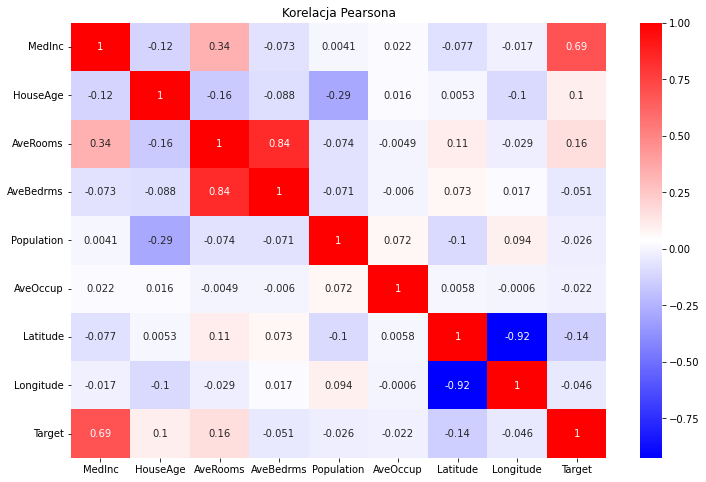 Korelacja Pearsona
MedInc 1 -0.12 0.34 -0.073 0.0041 0.022 -0.077 -0.017 0.69
HouseAge -0.12 1 -0.16 -0.088 -0.29 0.016 0.0053 -0.1 0.1
AveRooms 0.34 -0.16 1 0.84 -0.074 -0.0049 0.11 -0.029 0.16
AveBedrms -0.073 -0.088 0.84 1 -0.071 -0.006 0.073 0.017 -0.051
Population 0.0041 -0.29 -0.074 -0.071 1 0.072 -0.1 0.094 -0.026
AveOccup 0.022 0.016 -0.0049 -0.006 0.072 1 0.0058 -0.0006 -0.022
Latitude -0.077 0.0053 0.11 0.073 -0.1 0.0058 1 -0.92 -0.14
Longitude -0.017 -0.1 -0.029 0.017 0.094 -0.0006 -0.92 1 -0.046
Target 0.69 0.1 0.16 -0.051 -0.026 -0.022 -0.14 -0.046 1
MedInc HouseAge AveRooms AveBedrms Population AveOccup Latitude Longitude Target
1.00
0.75
0.50
0.25
0.00
−0.25
−0.50
−0.75